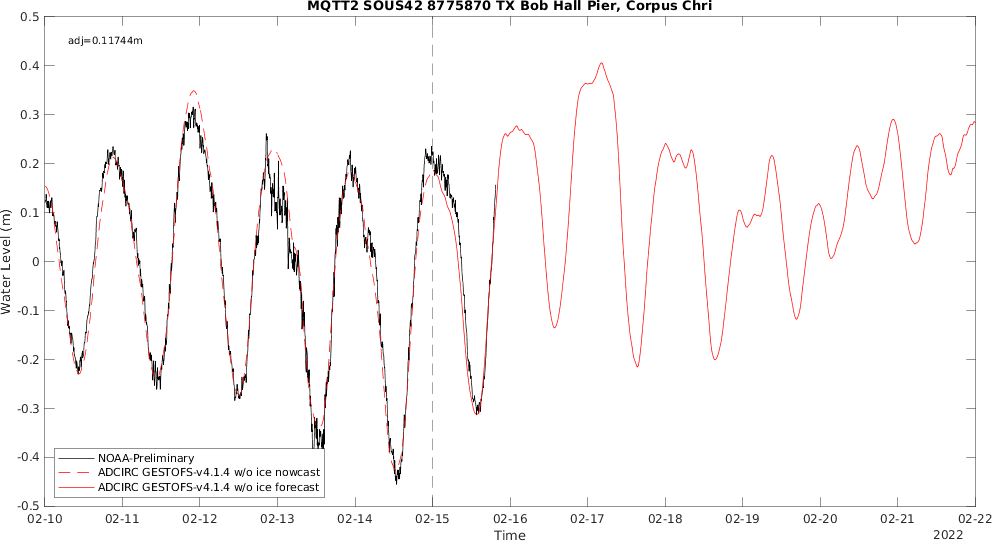 MQTT2 SOUS42 8775870 TX Bob Hall Pier, Corpus Chri
adj=0.11744m
0.5
0.4
0.3
0.2
0.1
0
-0.1
-0.2
-0.3
-0.4
-0.5
Water Level (m)
NOAA-Preliminary
ADCIRC GESTOFS-v4.1.4 w/o ice nowcast
ADCIRC GESTOFS-v4.1.4 w/o ice forecast
02-10 02-11 02-12 02-13 02-14 02-15 02-16 02-17 02-18 02-19 02-20 02-21 02-22
Time
2022